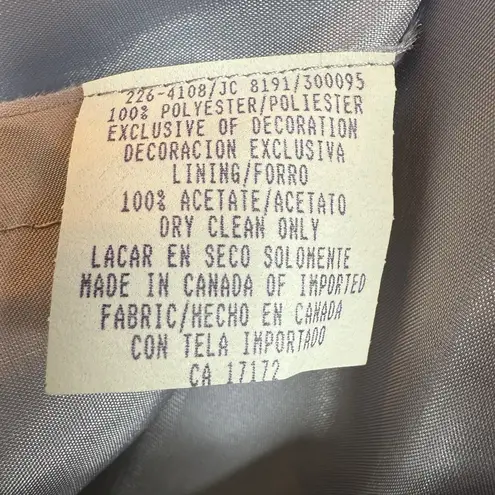 226-4108/JC 8191/300095
100% POLYESTER/POLIESTER
EXCLUSIVE OF DECORATION
DECORACION EXCLUSIVA
LINING/FORRO
100% ACETATE/ACETATO
DRY CLEAN ONLY
LACAR EN SECO SOLOMENTE
MADE IN CANADA OF IMPORTED
FABRIC/HECHO EN CANADA
CON TELA IMPORTADO
CA 17172